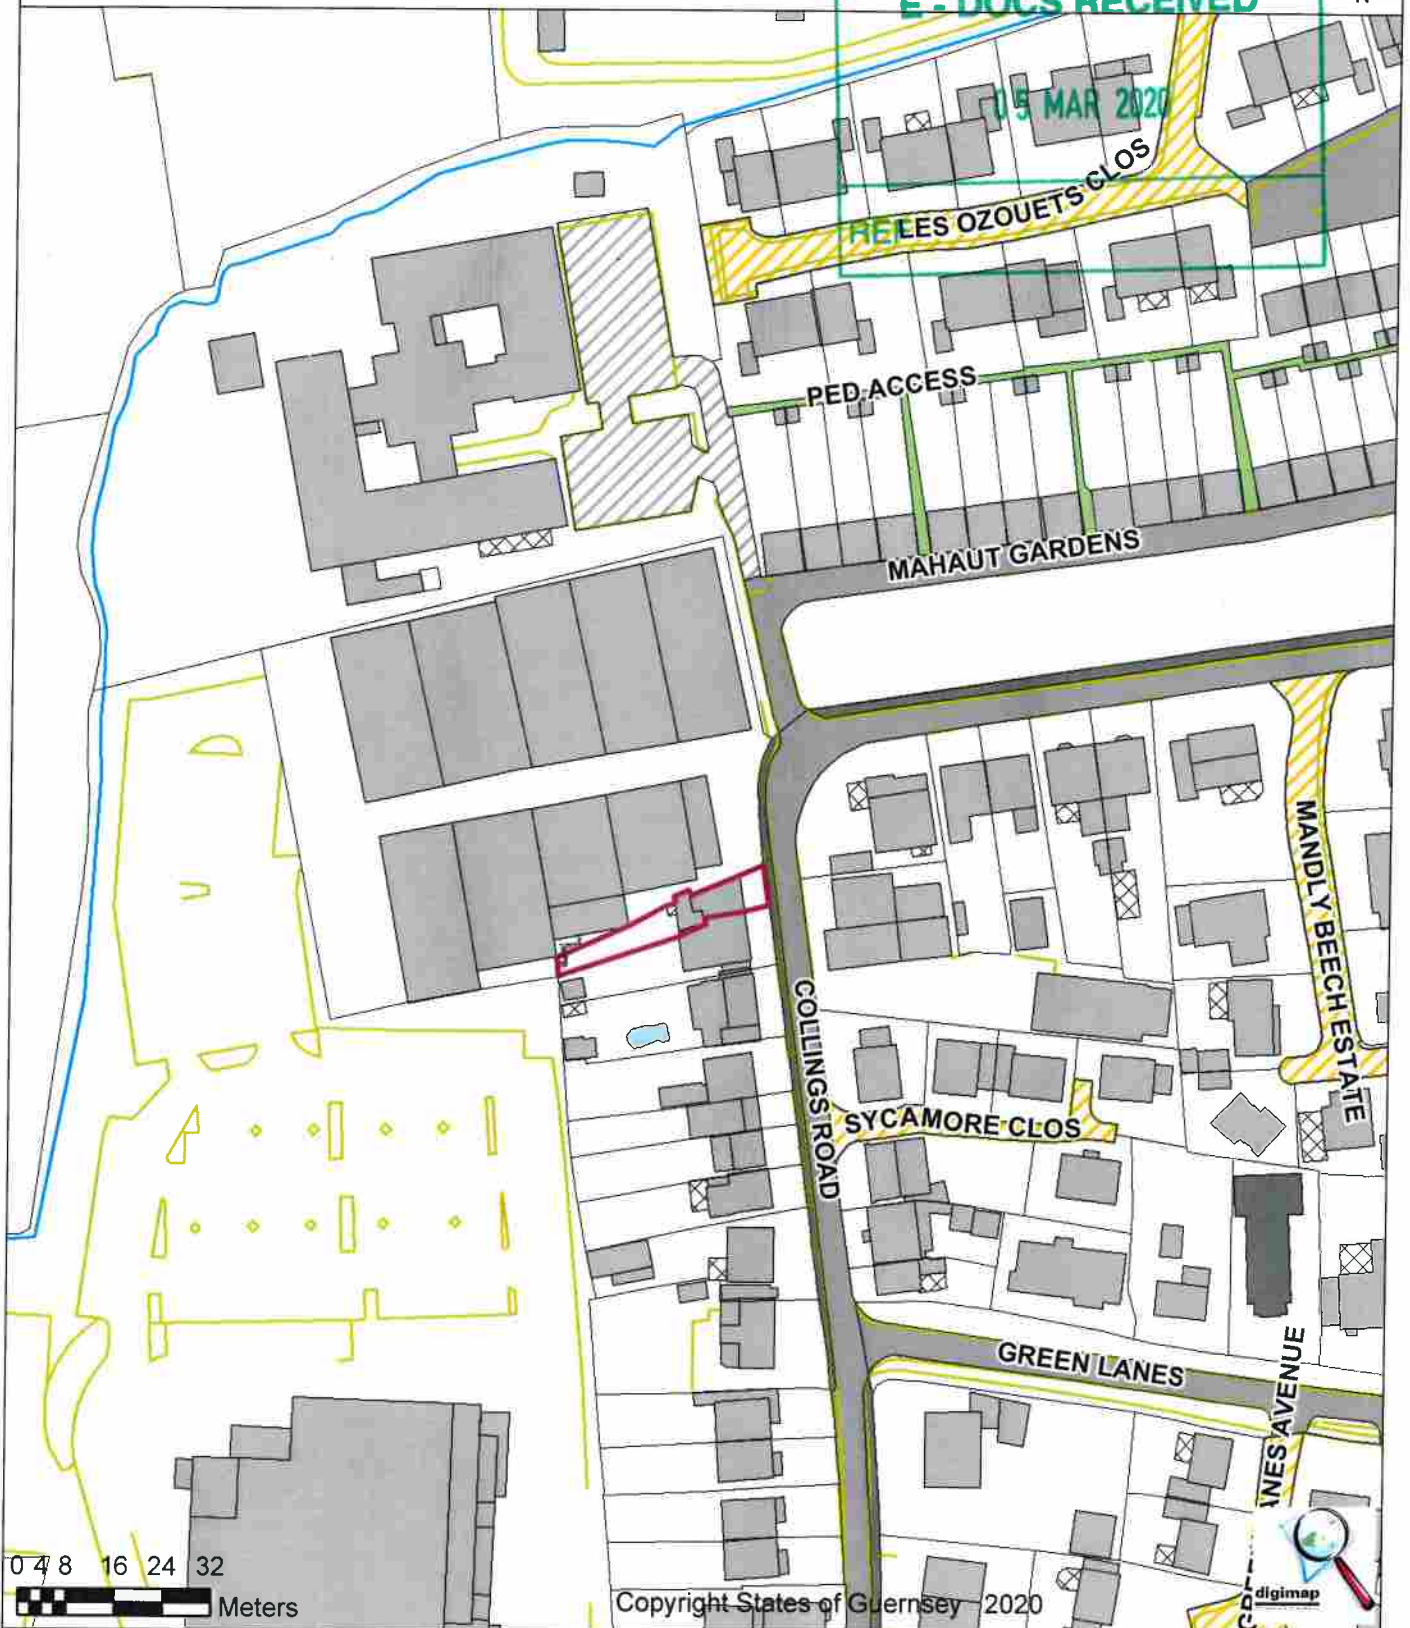 E - DOCS RECEIVED
05 MAR 2020
LES OZOUETS CLOS
PED ACCESS
MAHAUT GARDENS
MANDLY BEECH ESTATE
COLLINGS ROAD
SYCAMORE CLOS
GREEN LANES
ANES AVENUE
0 4 8 16 24 32
Meters
Copyright States of Guernsey 2020
digimap